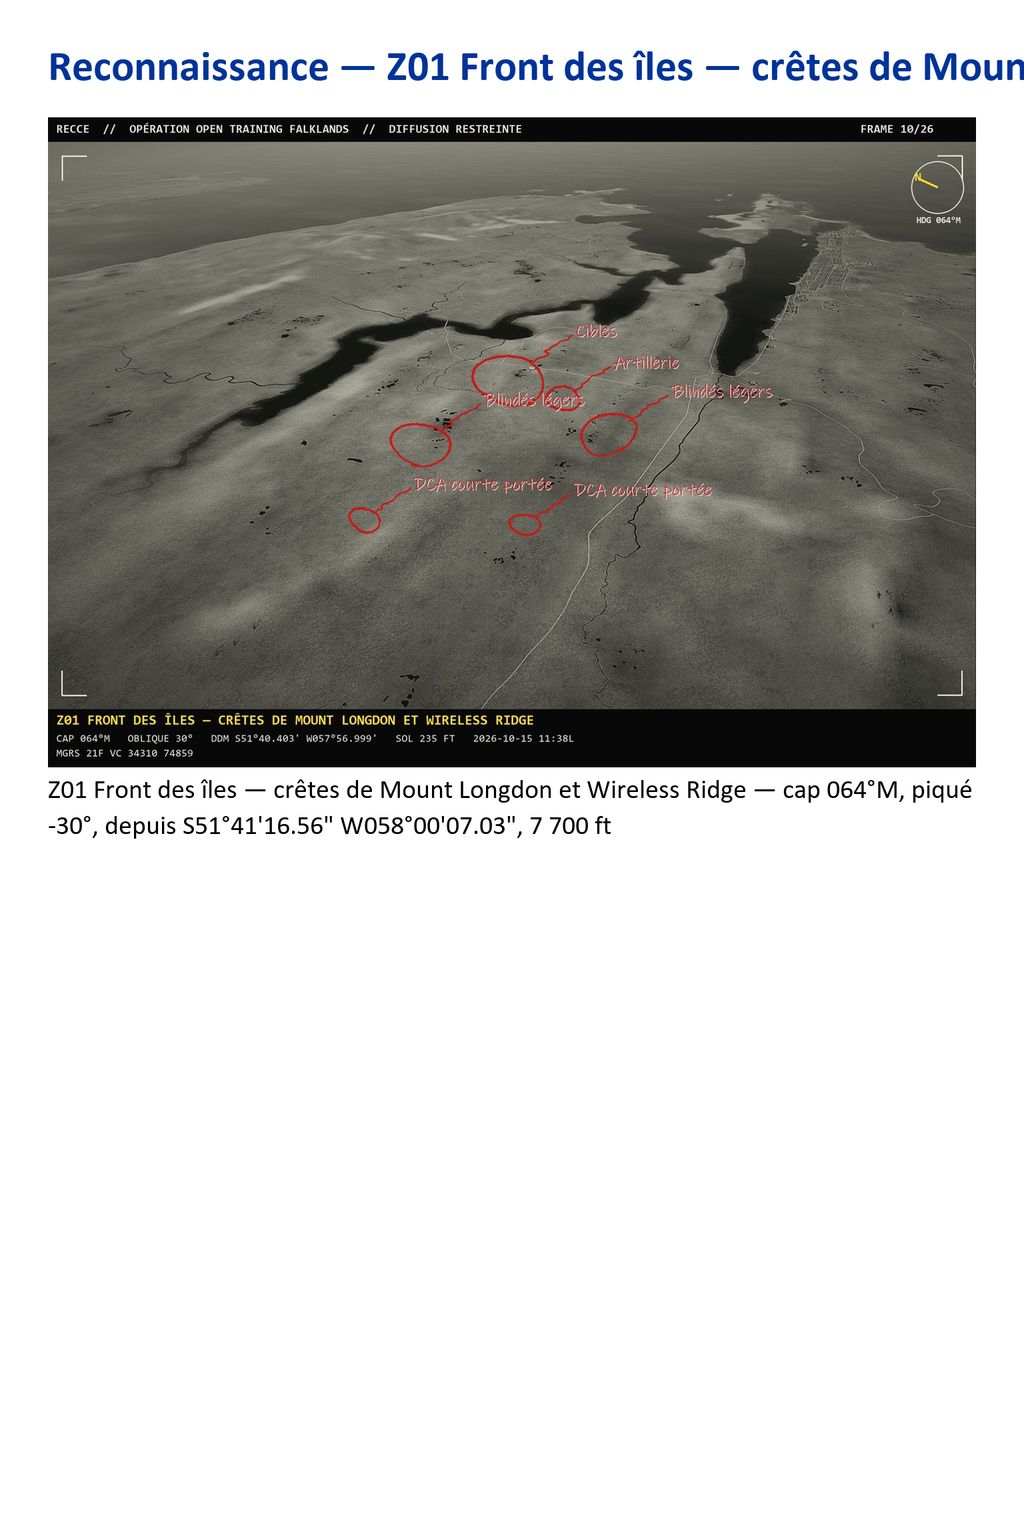 Reconnaissance — Z01 Front des îles — crêtes de Moun
RECCE // OPÉRATION OPEN TRAINING FALKLANDS // DIFFUSION RESTREINTE FRAME 10/26
N
HDG 064°M
Cibles
Artillerie
Blindés légers
Blindés légers
DCA courte portée
DCA courte portée
Z01 FRONT DES ÎLES — CRÊTES DE MOUNT LONGDON ET WIRELESS RIDGE
CAP 064°M OBLIQUE 30° DDM S51°40.403' W057°56.999' SOL 235 FT 2026-10-15 11:38L
MGRS 21F VC 34310 74859
Z01 Front des îles — crêtes de Mount Longdon et Wireless Ridge — cap 064°M, piqué
-30°, depuis S51°41'16.56" W058°00'07.03", 7 700 ft